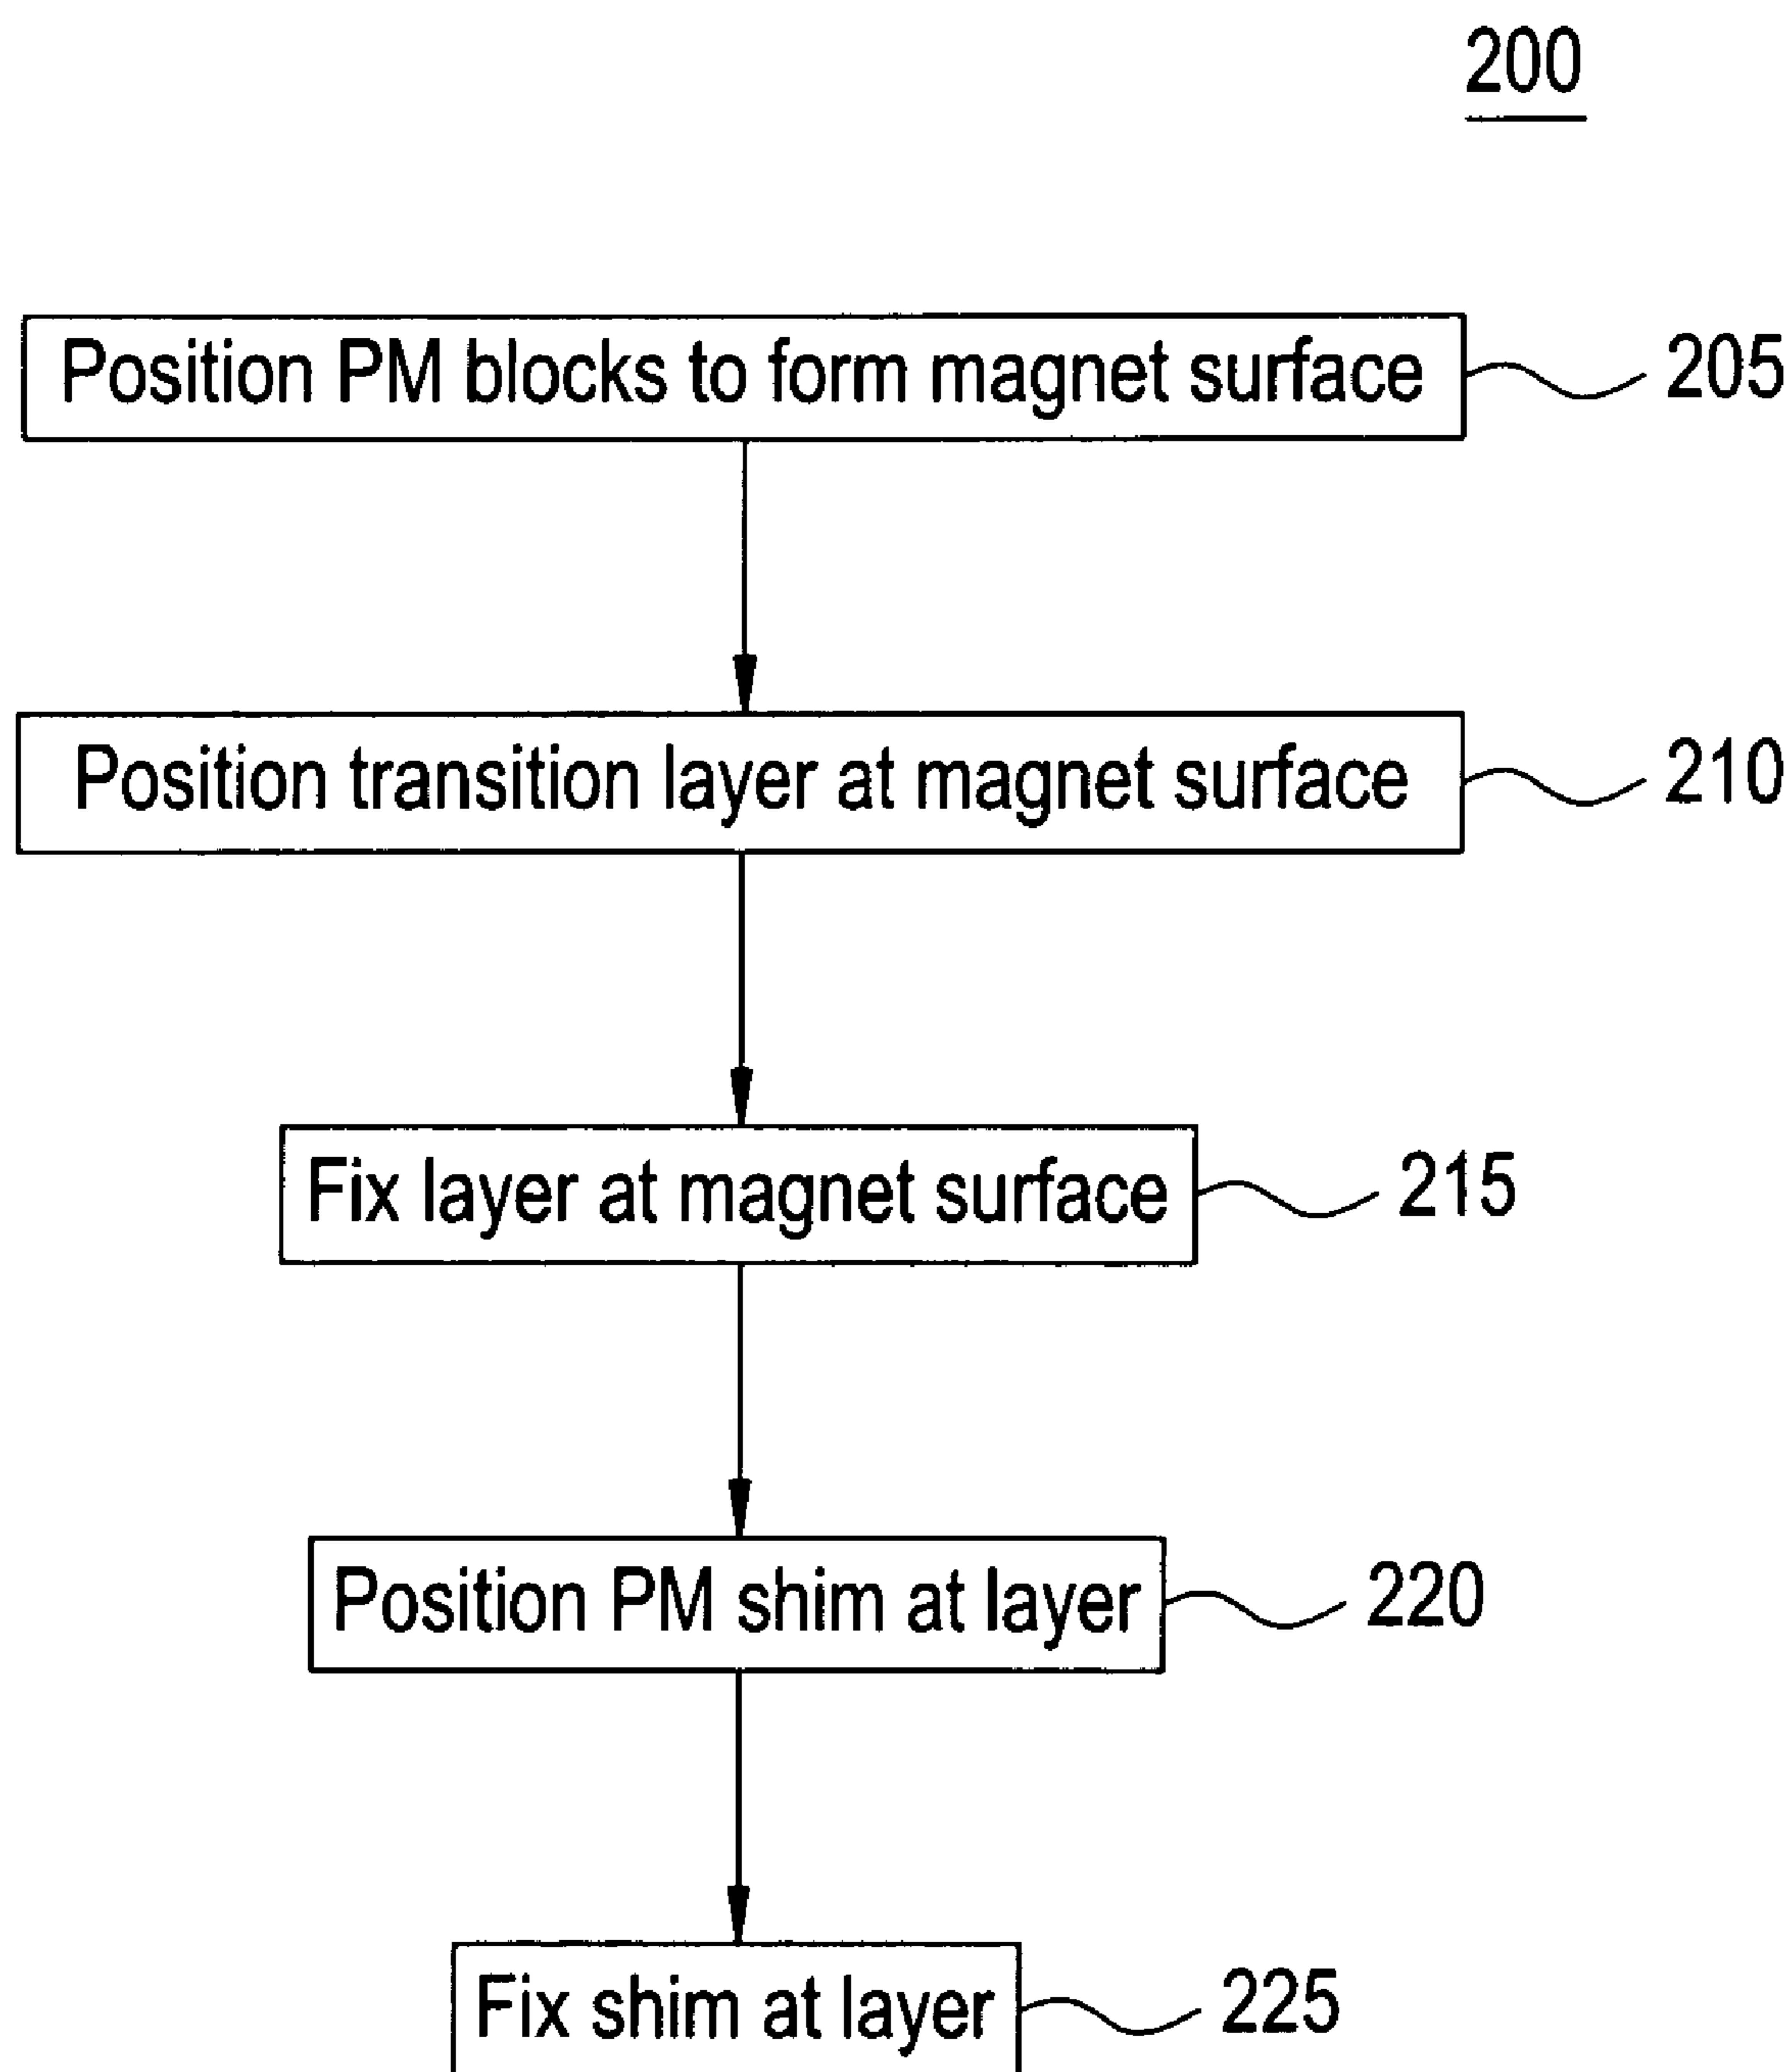 200
Position PM blocks to form magnet surface 205
Position transition layer at magnet surface 210
Fix layer at magnet surface 215
Position PM shim at layer 220
Fix shim at layer 225